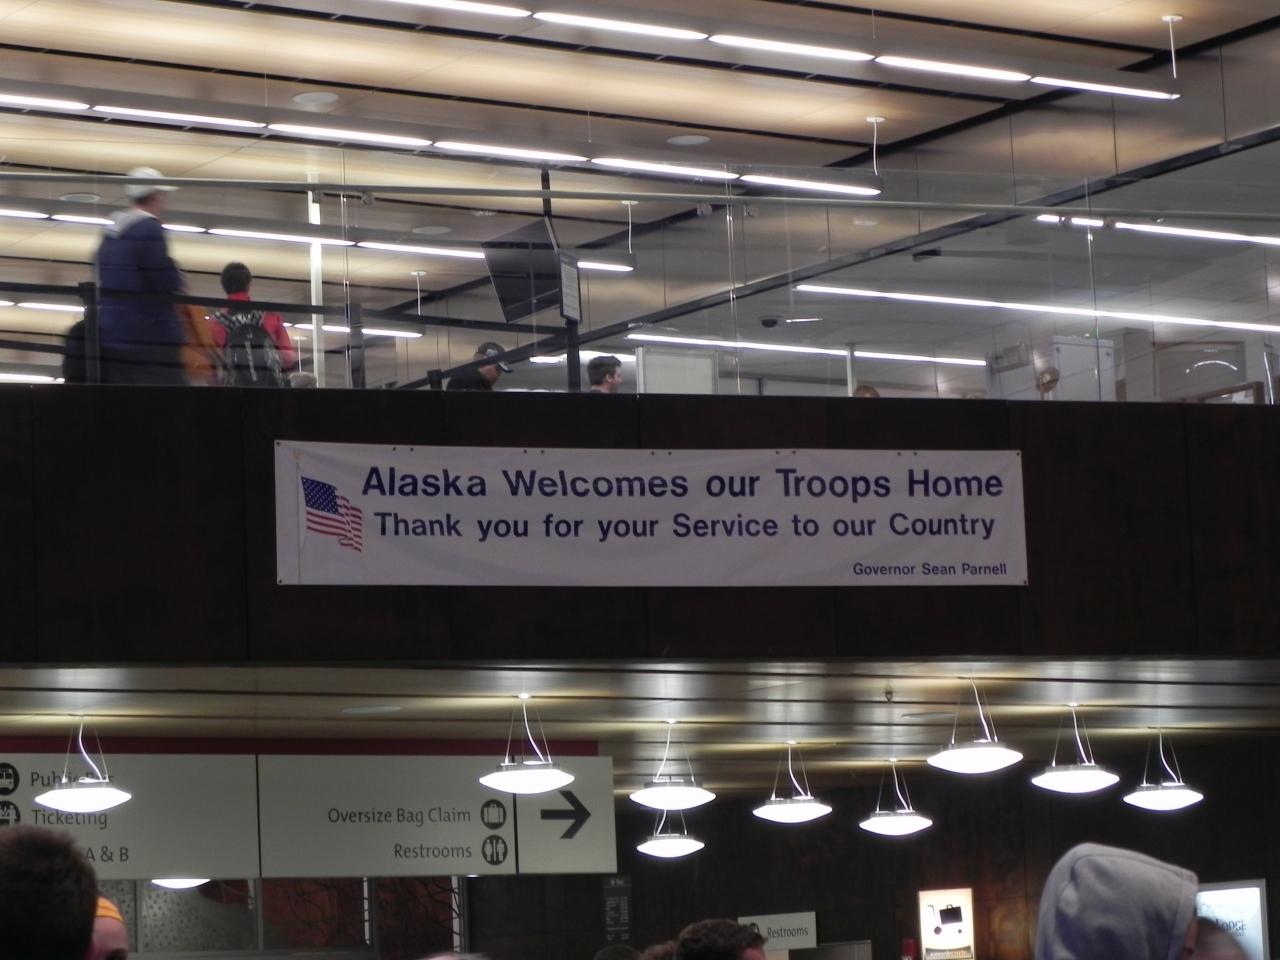 Alaska Welcomes our Troops Home
Thank you for your Service to our Country
Governor Sean Parnell
Ticketing
A & B
Oversize Bag Claim
Restrooms
Restrooms